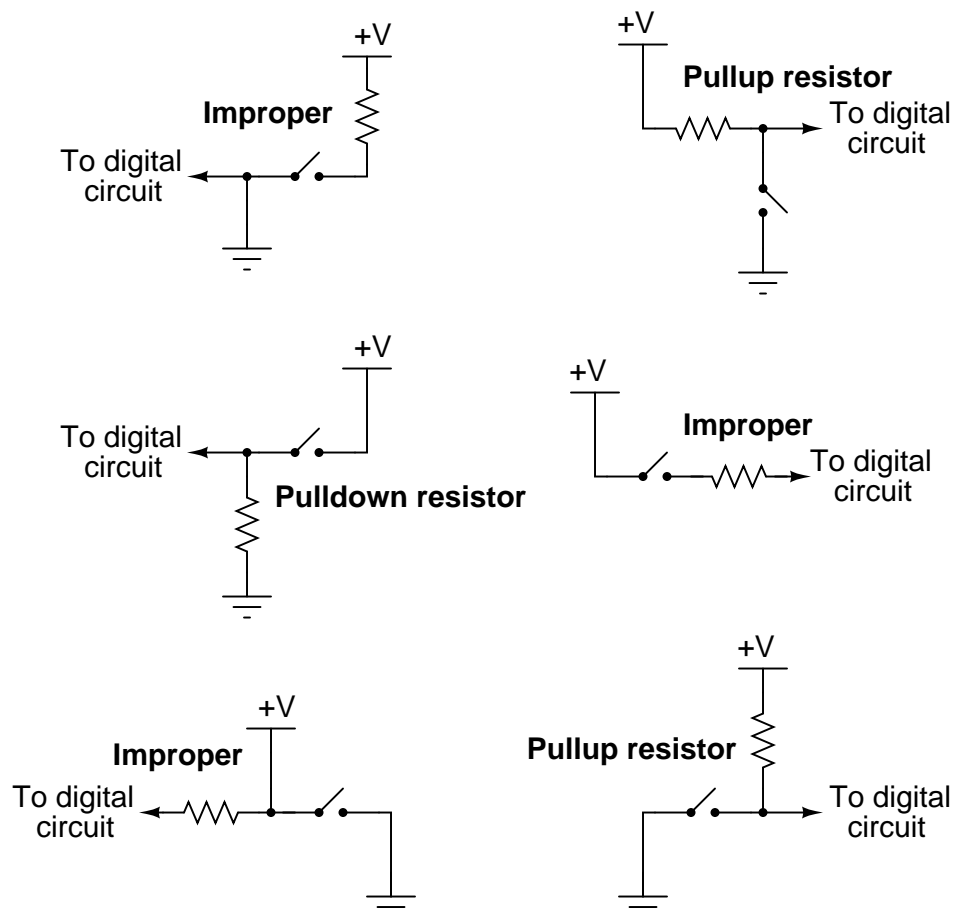 +V
Improper
To digital
circuit
+V
Pullup resistor
To digital
circuit
+V
To digital
circuit
Pulldown resistor
+V
Improper
To digital
circuit
+V
Improper
To digital
circuit
+V
Pullup resistor
To digital
circuit